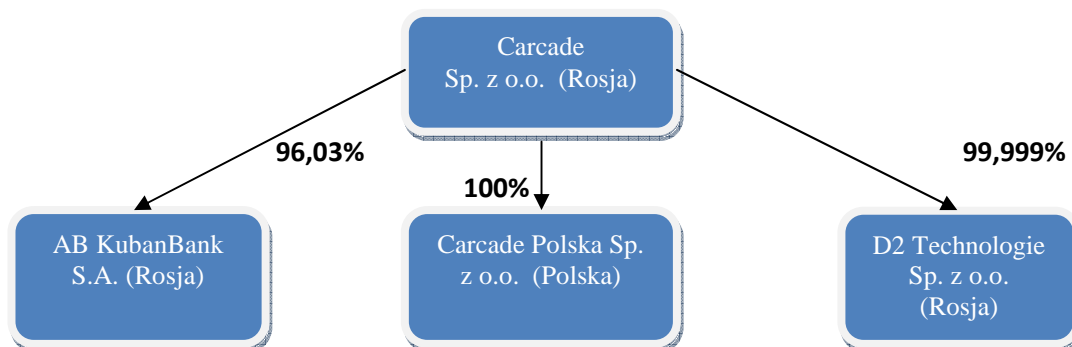 Carcade
Sp. z o.o. (Rosja)
96,03%
100%
99,999%
AB KubanBank
S.A. (Rosja)
Carcade Polska Sp.
z o.o. (Polska)
D2 Technologie
Sp. z o.o.
(Rosja)